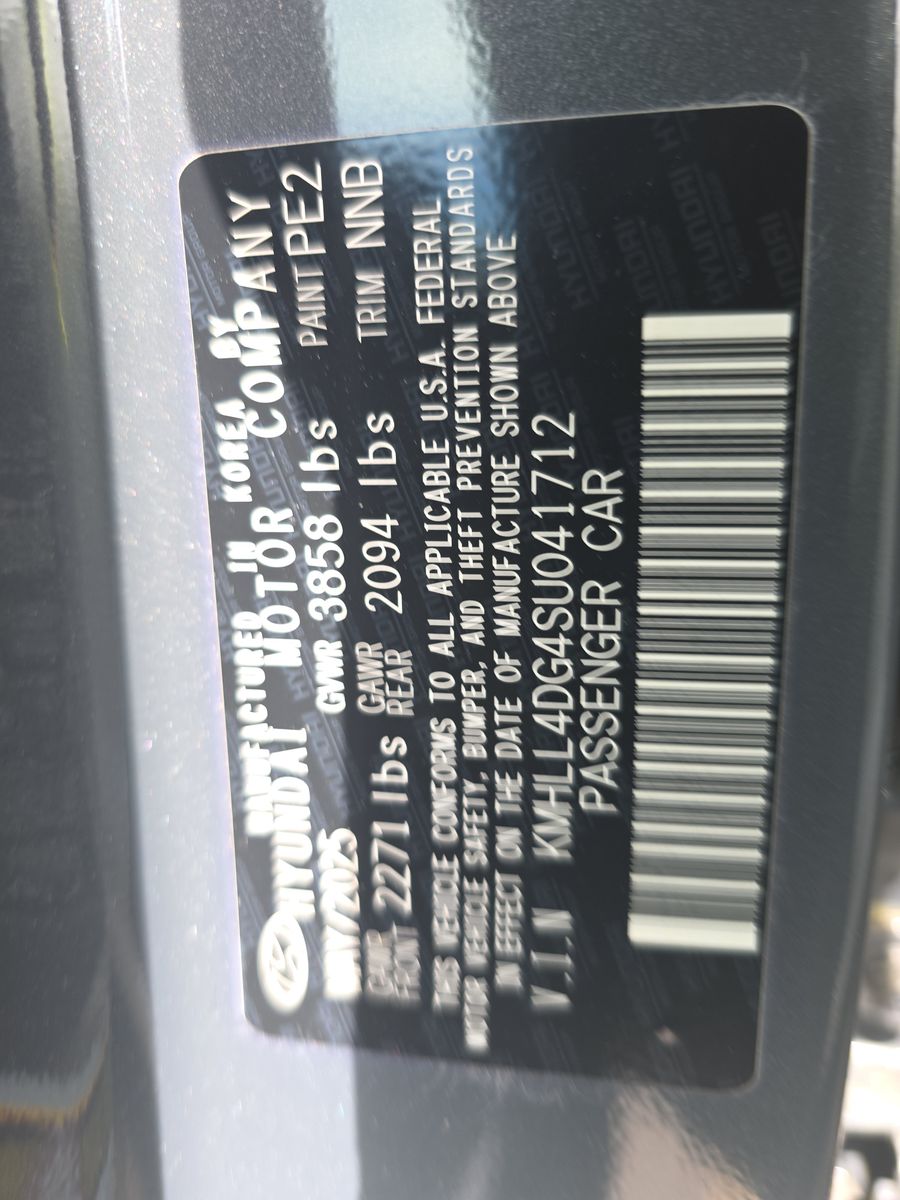 MANUFACTURED IN KOREA BY
HYUNDAI MOTOR COMPANY
MAY/2025 GVWR 3858 lbs PAINT PE2
GAWR FRONT 2271 lbs GAWR REAR 2094 lbs TRIM NNB
THIS VEHICLE CONFORMS TO ALL APPLICABLE U.S.A. FEDERAL
MOTOR VEHICLE SAFETY, BUMPER, AND THEFT PREVENTION STANDARDS
IN EFFECT ON THE DATE OF MANUFACTURE SHOWN ABOVE
V.I.N KMHLL4DG4SU041712
PASSENGER CAR